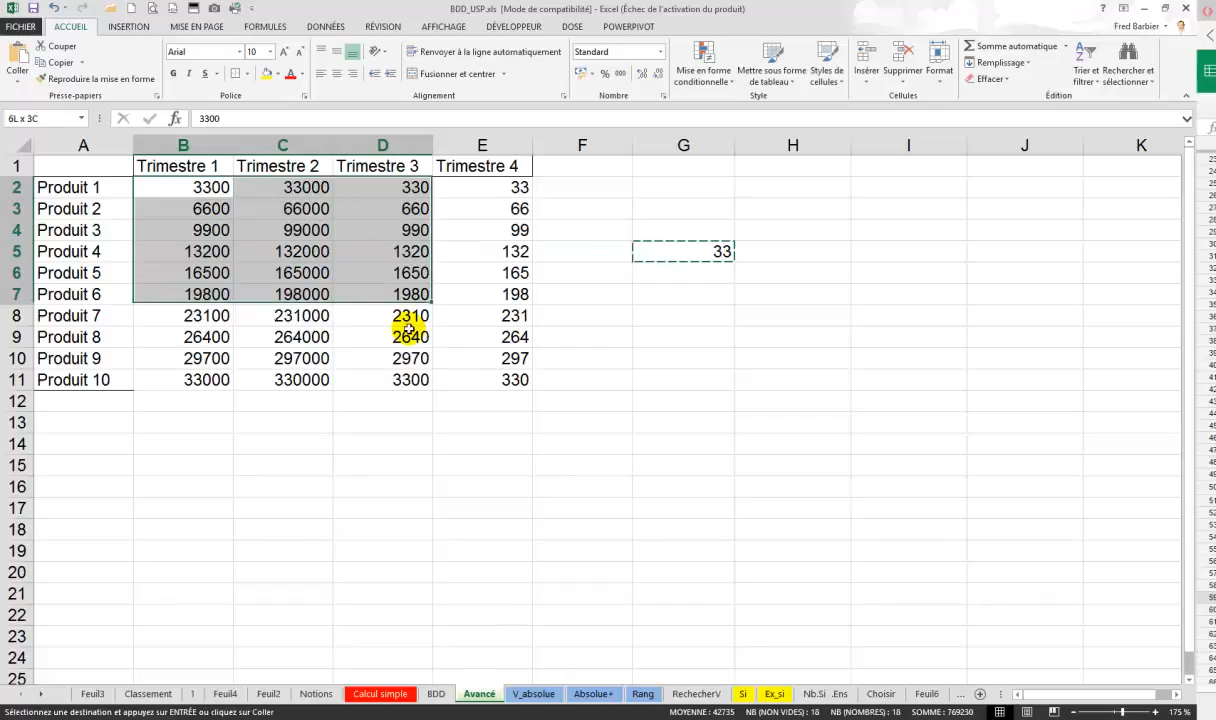 BDD_USP.xls [Mode de compatibilité] - Excel (Échec de l'activation du produit)
FICHIER ACCUEIL INSERTION MISE EN PAGE FORMULES DONNÉES RÉVISION AFFICHAGE DÉVELOPPEUR DOSE POWERPIVOT Fred Barbier
Coller Couper
Copier
Reproduire la mise en forme
Presse-papiers
Arial 10
G I S
Police
Renvoyer à la ligne automatiquement
Fusionner et centrer
Alignement
Standard
% 000
Nombre
Mise en forme conditionnelle
Mettre sous forme de tableau
Styles de cellules
Style
Insérer Supprimer Format
Cellules
Somme automatique
Remplissage
Effacer
Trier et filtrer
Rechercher et sélectionner
Édition
6L x 3C fx 3300
A B C D E F G H I J K
1 Trimestre 1 Trimestre 2 Trimestre 3 Trimestre 4
2 Produit 1 3300 33000 330 33
3 Produit 2 6600 66000 660 66
4 Produit 3 9900 99000 990 99
5 Produit 4 13200 132000 1320 132 33
6 Produit 5 16500 165000 1650 165
7 Produit 6 19800 198000 1980 198
8 Produit 7 23100 231000 2310 231
9 Produit 8 26400 264000 2640 264
10 Produit 9 29700 297000 2970 297
11 Produit 10 33000 330000 3300 330
12
13
14
15
16
17
18
19
20
21
22
23
24
25
Feuil3 Classement 1 Feuil4 Feuil2 Notions Calcul simple BDD Avancé V_absolue Absolue+ Rang RechercheV Si Ex_si Nb.Si .Ens Choisir Feuil6 ...
Sélectionnez une destination et appuyez sur ENTRÉE ou cliquez sur Coller MOYENNE : 42735 NB (NON VIDES) : 18 NB (NOMBRES) : 18 SOMME : 769230 175 %